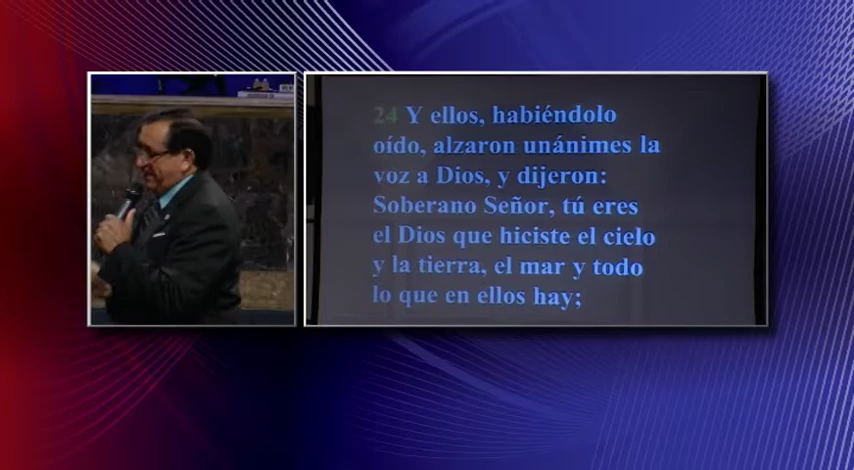 24 Y ellos, habiéndolo
oído, alzaron unánimes la
voz a Dios, y dijeron:
Soberano Señor, tú eres
el Dios que hiciste el cielo
y la tierra, el mar y todo
lo que en ellos hay;